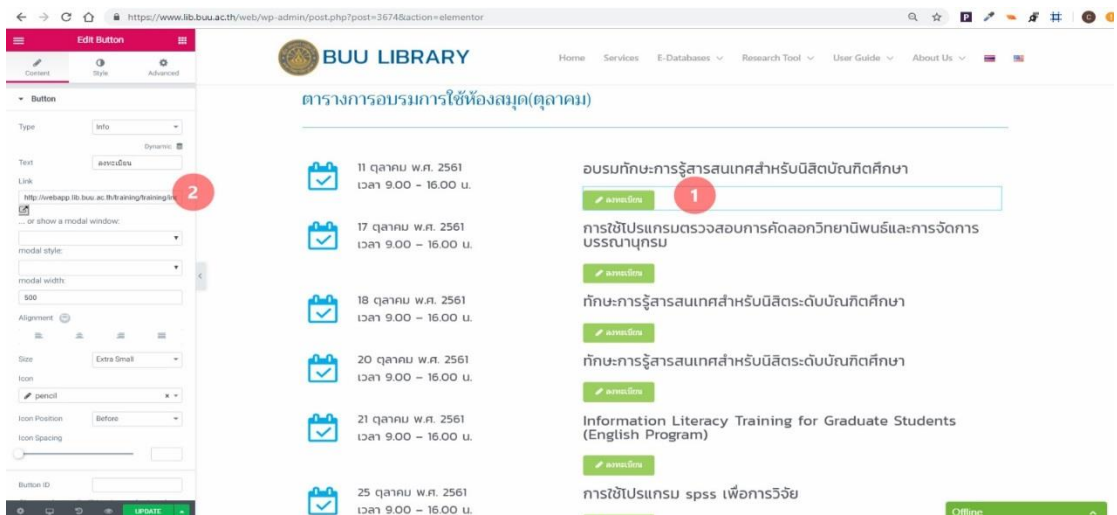 https://www.lib.buu.ac.th/web/wp-admin/post.php?post=3674&action=elementor
Edit Button
Content
Style
Advanced
Button
Type
Info
Dynamic
Text
ลงทะเบียน
Link
http://webapp.lib.buu.ac.th/training/training/in
2
... or show a modal window:
modal style:
modal width:
500
Alignment
Size
Extra Small
Icon
pencil
Icon Position
Before
Icon Spacing
Button ID
UPDATE
BUU LIBRARY
Home
Services
E-Databases
Research Tool
User Guide
About Us
ตารางการอบรมการใช้ห้องสมุด(ตุลาคม)
11 ตุลาคม พ.ศ. 2561
เวลา 9.00 - 16.00 น.
อบรมทักษะการรู้สารสนเทศสำหรับนิสิตบัณฑิตศึกษา
ลงทะเบียน
1
17 ตุลาคม พ.ศ. 2561
เวลา 9.00 – 16.00 น.
การใช้โปรแกรมตรวจสอบการคัดลอกวิทยานิพนธ์และการจัดการ
บรรณานุกรม
ลงทะเบียน
18 ตุลาคม พ.ศ. 2561
เวลา 9.00 – 16.00 น.
ทักษะการรู้สารสนเทศสำหรับนิสิตระดับบัณฑิตศึกษา
ลงทะเบียน
20 ตุลาคม พ.ศ. 2561
เวลา 9.00 – 16.00 น.
ทักษะการรู้สารสนเทศสำหรับนิสิตระดับบัณฑิตศึกษา
ลงทะเบียน
21 ตุลาคม พ.ศ. 2561
เวลา 9.00 – 16.00 น.
Information Literacy Training for Graduate Students
(English Program)
ลงทะเบียน
25 ตุลาคม พ.ศ. 2561
เวลา 9.00 – 16.00 น.
การใช้โปรแกรม spss เพื่อการวิจัย
Offline